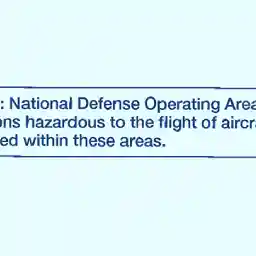 : National Defense Operating Area
ons hazardous to the flight of aircra
ed within these areas.